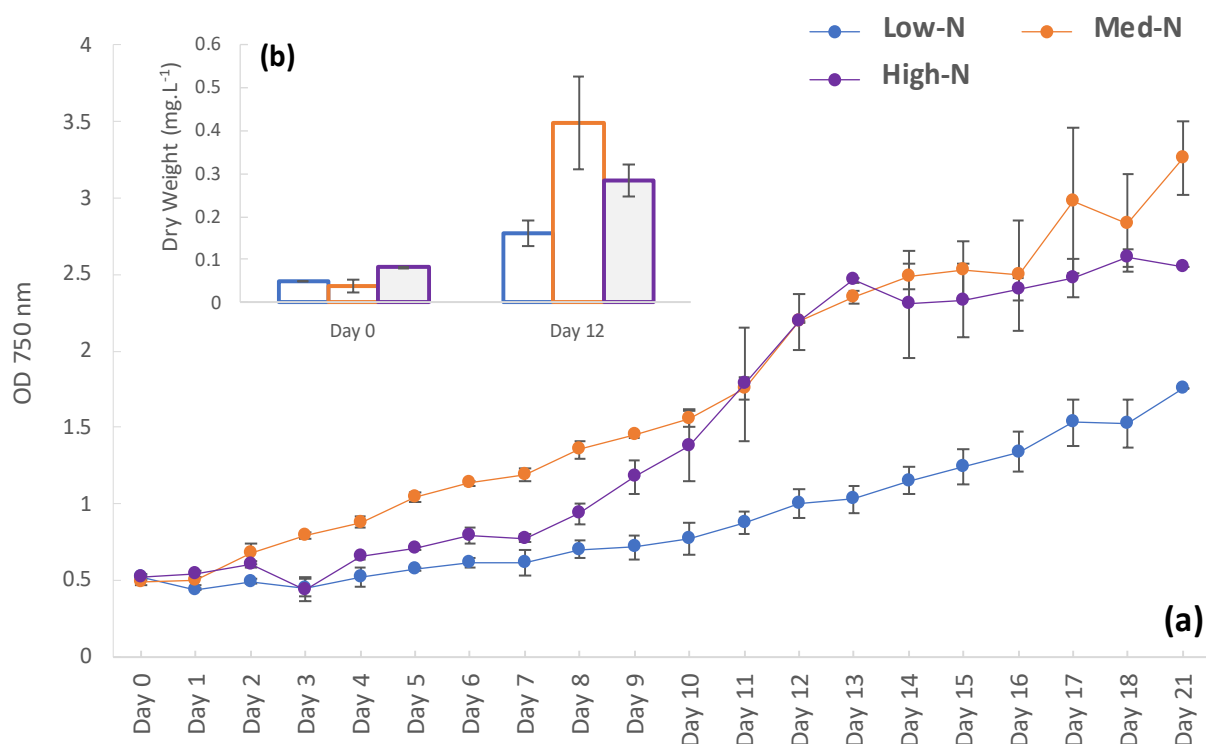 Low-N
Med-N
High-N
(b)
Dry Weight (mg.L⁻¹)
0.6
0.5
0.4
0.3
0.2
0.1
0
Day 0
Day 12
OD 750 nm
4
3.5
3
2.5
2
1.5
1
0.5
0
(a)
Day 0
Day 1
Day 2
Day 3
Day 4
Day 5
Day 6
Day 7
Day 8
Day 9
Day 10
Day 11
Day 12
Day 13
Day 14
Day 15
Day 16
Day 17
Day 18
Day 21